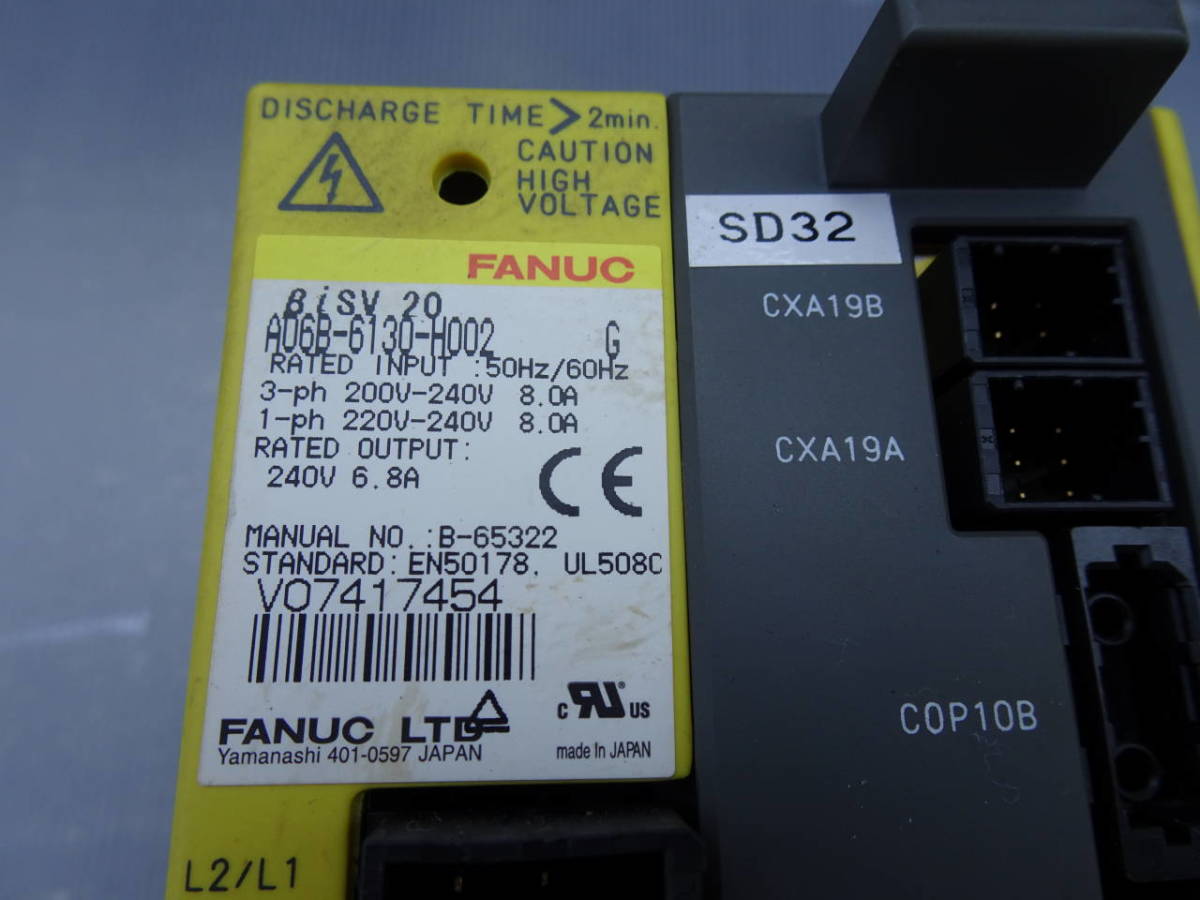 DISCHARGE TIME > 2min.
CAUTION
HIGH
VOLTAGE
FANUC
βiSV 20
A06B-6130-H002 G
RATED INPUT :50Hz/60Hz
3-ph 200V-240V 8.0A
1-ph 220V-240V 8.0A
RATED OUTPUT:
240V 6.8A
CE
MANUAL NO.:B-65322
STANDARD:EN50178, UL508C
V07417454
c RU US
FANUC LTD
Yamanashi 401-0597 JAPAN
made In JAPAN
L2/L1
SD32
CXA19B
CXA19A
COP10B